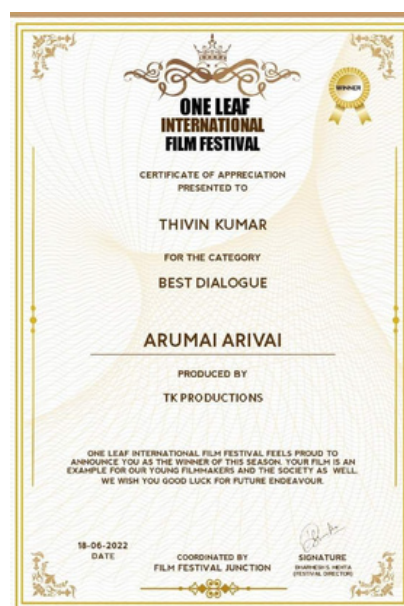 WINNER
ONE LEAF
INTERNATIONAL
FILM FESTIVAL
CERTIFICATE OF APPRECIATION
PRESENTED TO
THIVIN KUMAR
FOR THE CATEGORY
BEST DIALOGUE
ARUMAI ARIVAI
PRODUCED BY
TK PRODUCTIONS
ONE LEAF INTERNATIONAL FILM FESTIVAL FEELS PROUD TO
ANNOUNCE YOU AS THE WINNER OF THIS SEASON. YOUR FILM IS AN
EXAMPLE FOR OUR YOUNG FILMMAKERS AND THE SOCIETY AS WELL.
WE WISH YOU GOOD LUCK FOR FUTURE ENDEAVOUR.
18-06-2022
DATE
COORDINATED BY
FILM FESTIVAL JUNCTION
SIGNATURE
DHARMESH S. MEHTA
(FESTIVAL DIRECTOR)